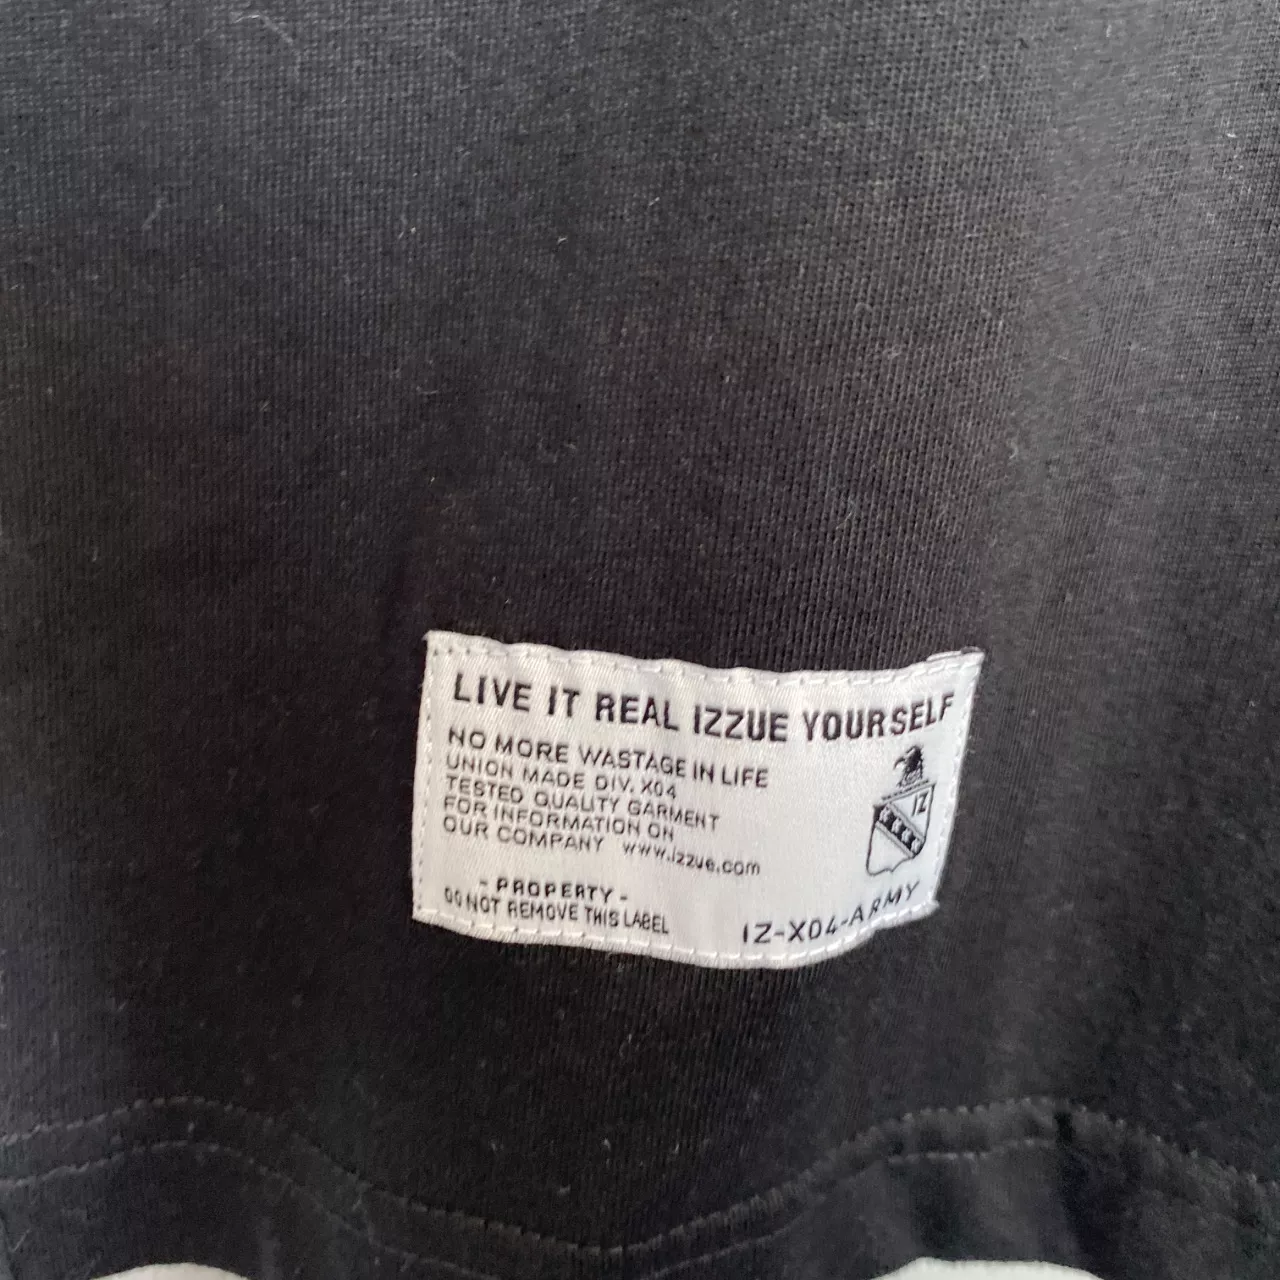 LIVE IT REAL IZZUE YOURSELF
NO MORE WASTAGE IN LIFE
UNION MADE DIV. X04
TESTED QUALITY GARMENT
FOR INFORMATION ON
OUR COMPANY www.izzue.com
IZ
- PROPERTY -
DO NOT REMOVE THIS LABEL
IZ-X04-ARMY